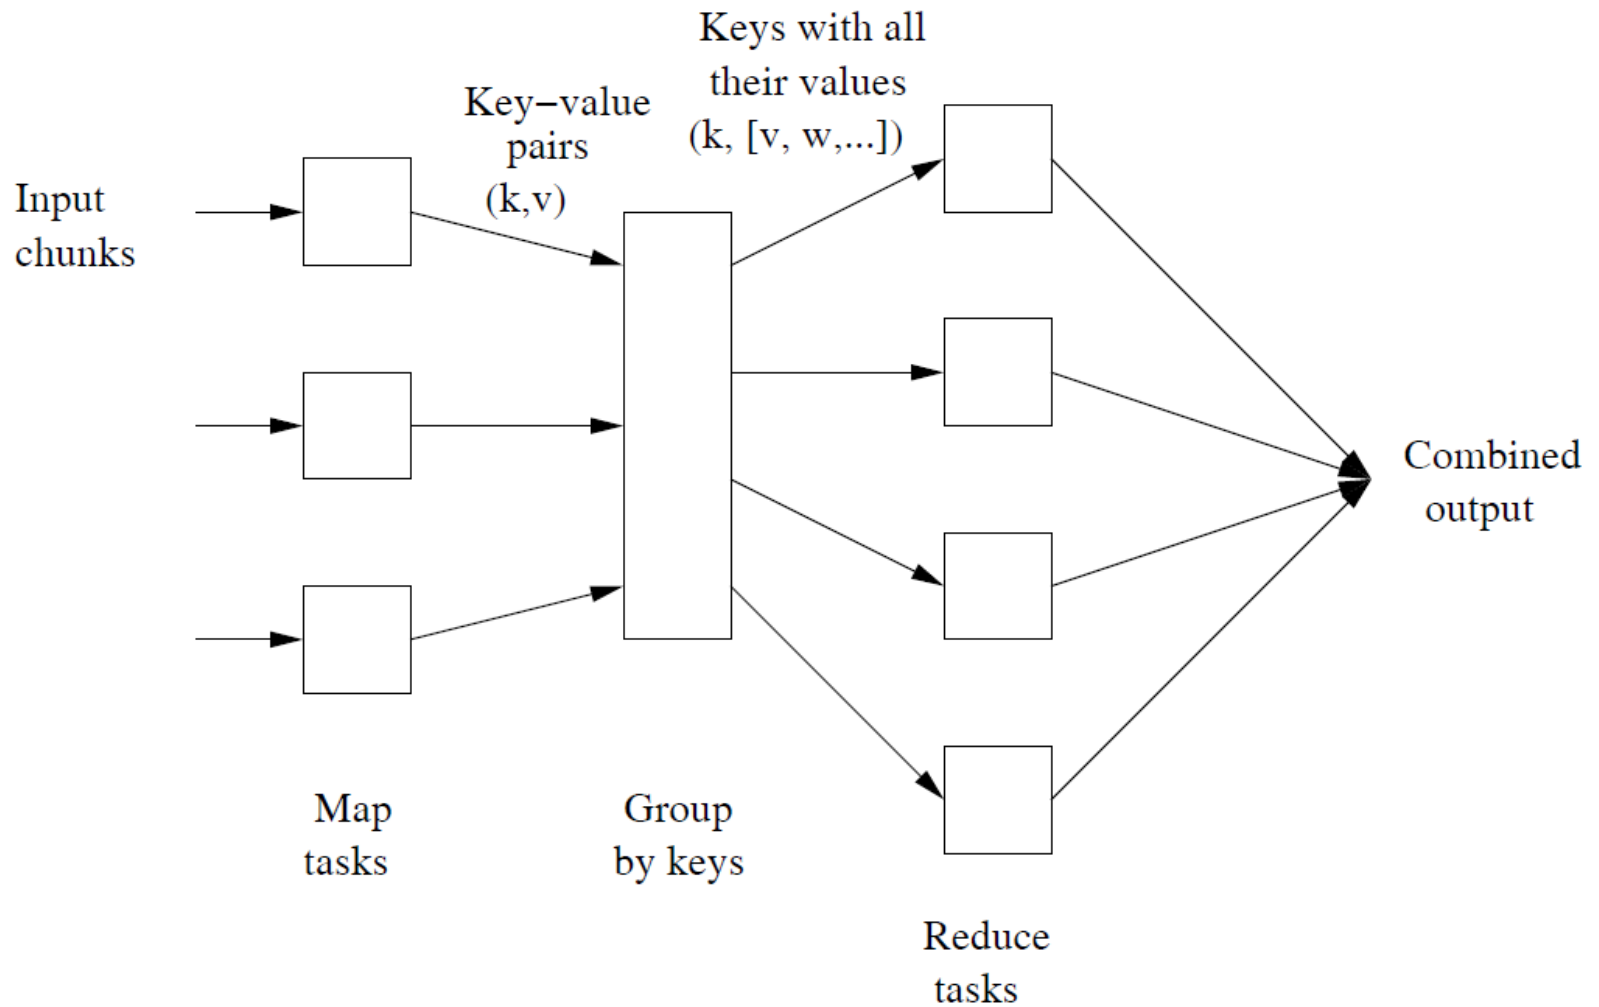 Input
chunks
Key−value
pairs
(k,v)
Keys with all
their values
(k, [v, w,...])
Combined
output
Map
tasks
Group
by keys
Reduce
tasks